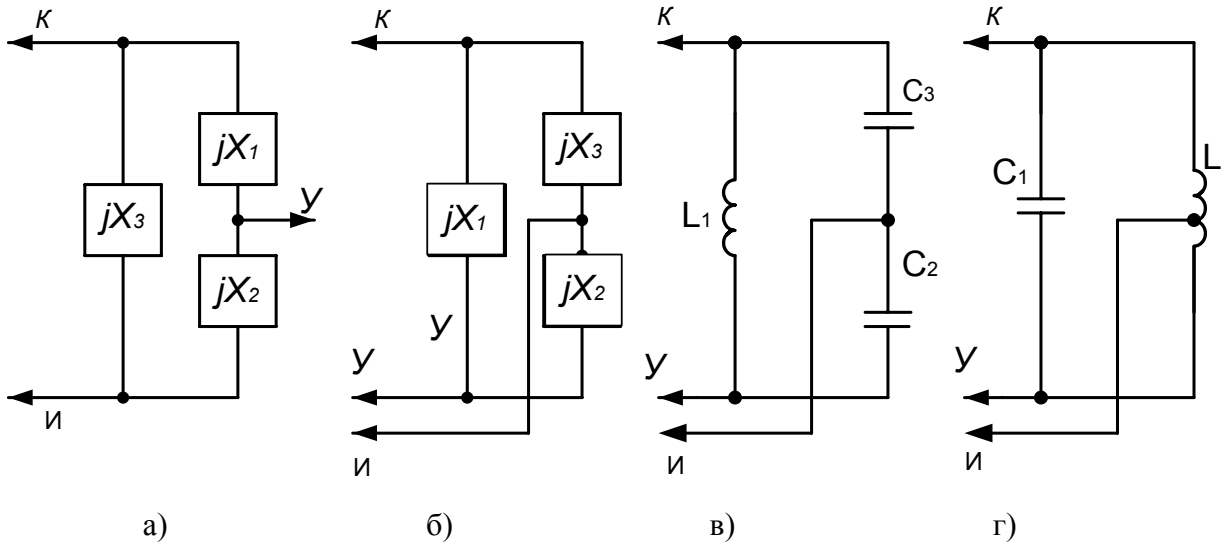 К
jX1
jX3
У
jX2
И
а)
К
jX3
jX1
jX2
У
У
И
б)
К
C3
L1
C2
У
И
в)
К
L
C1
У
И
г)